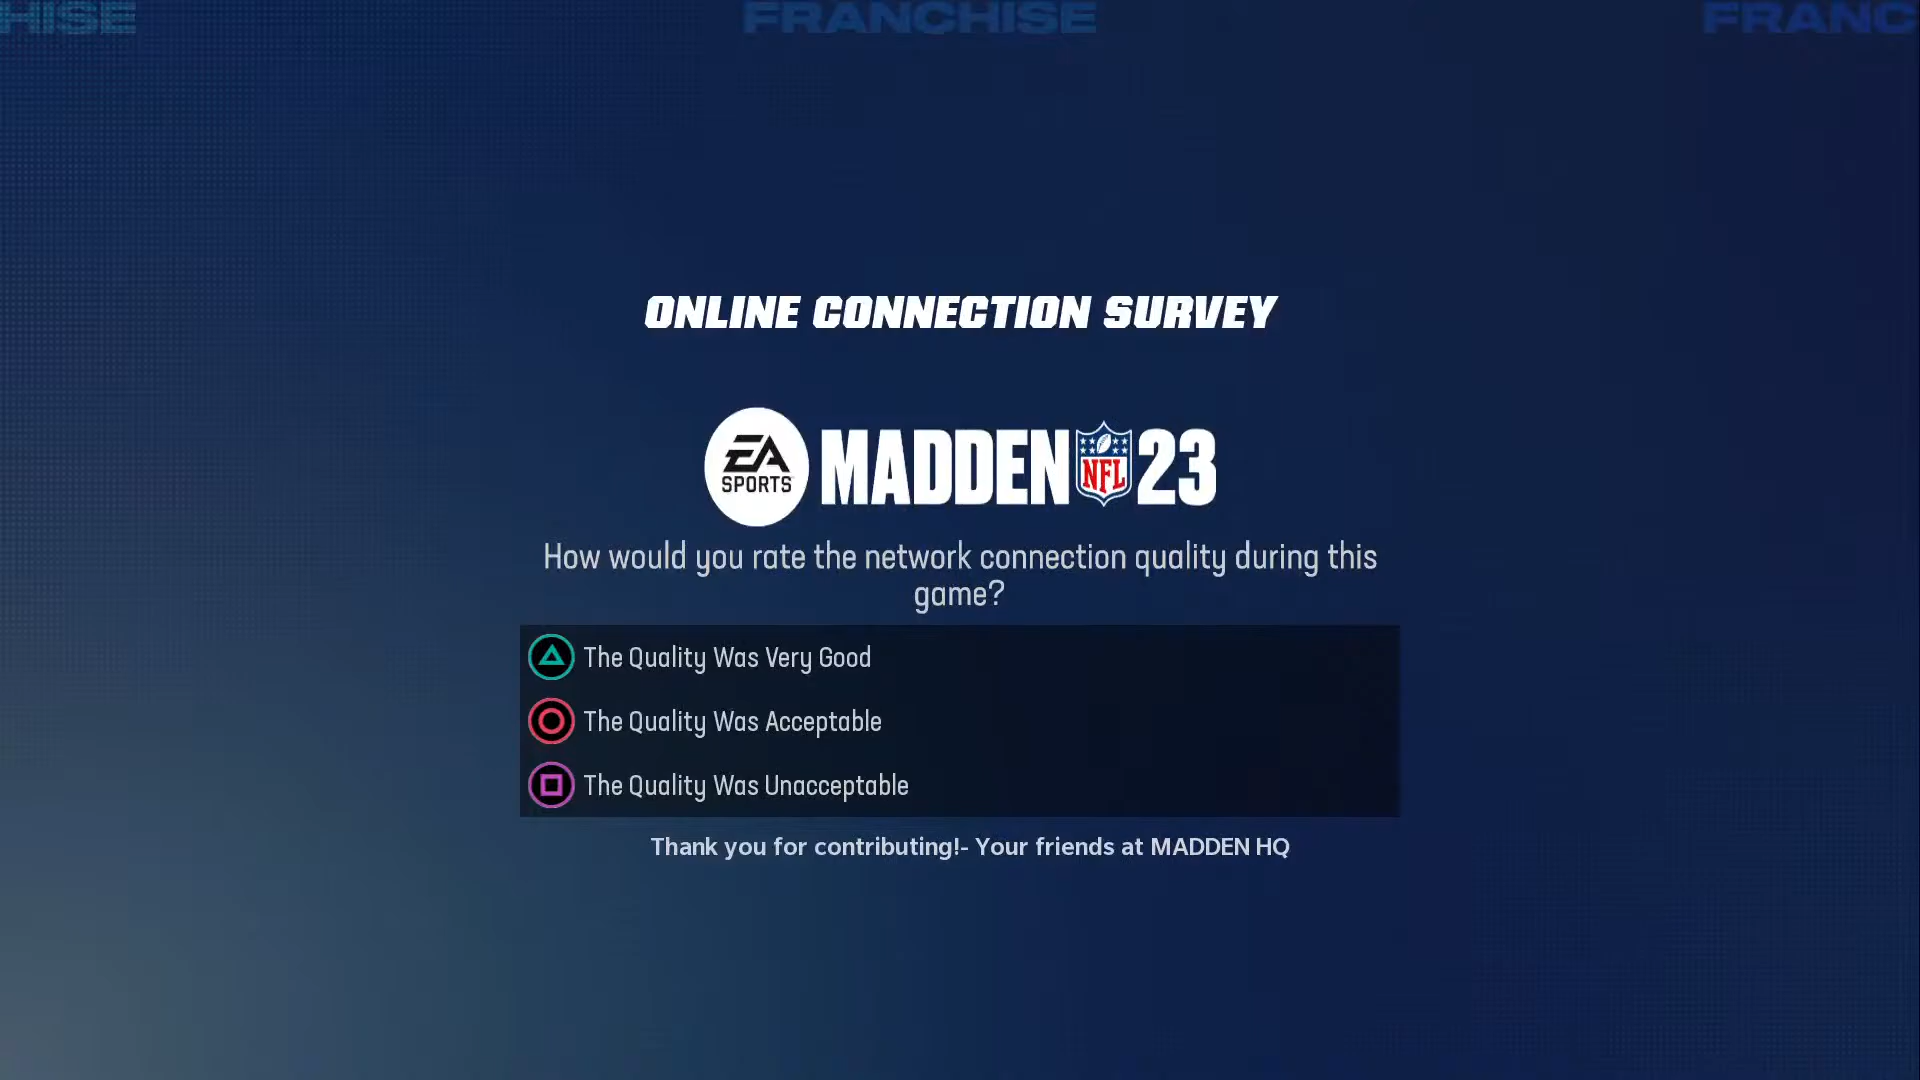 HISE FRANCHISE FRANC
ONLINE CONNECTION SURVEY
EA SPORTS MADDEN NFL 23
How would you rate the network connection quality during this
game?
The Quality Was Very Good
The Quality Was Acceptable
The Quality Was Unacceptable
Thank you for contributing!- Your friends at MADDEN HQ